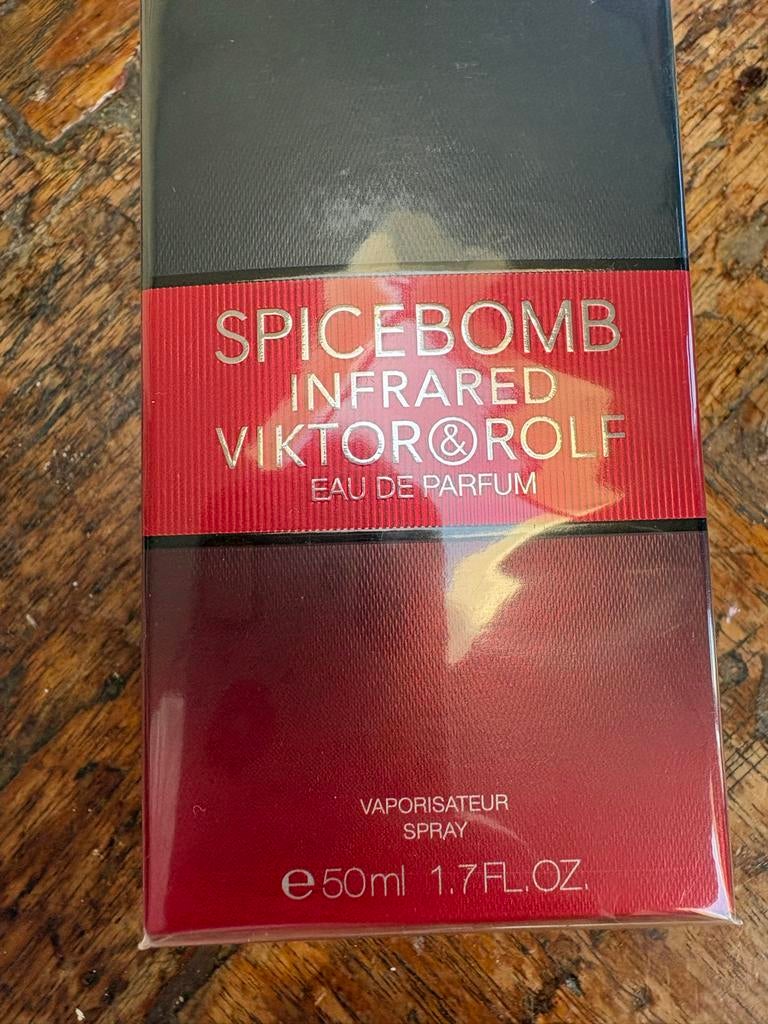 SPICEBOMB
INFRARED
VIKTOR&ROLF
EAU DE PARFUM
VAPORISATEUR
SPRAY
℮50ml 1.7FL.OZ.